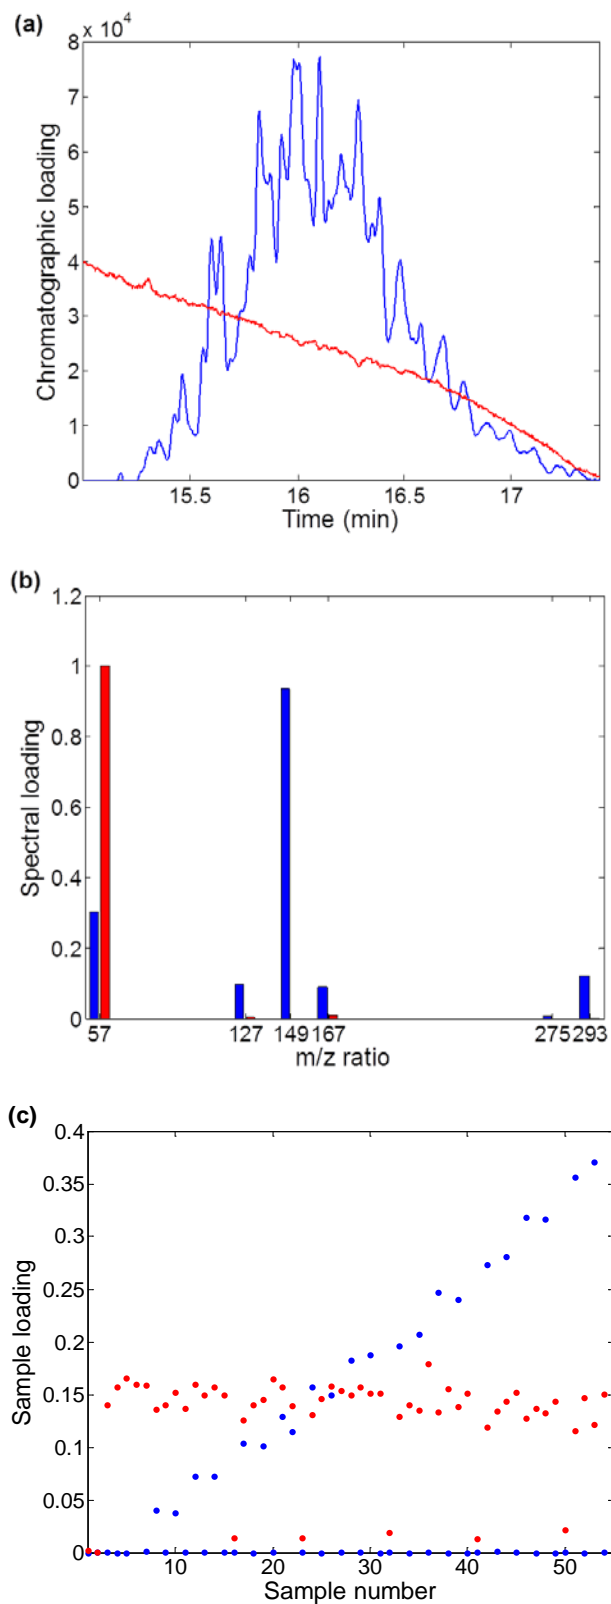 (a)
× 10⁴
8
7
6
5
4
3
2
1
0
Chromatographic loading
15.5 16 16.5 17
Time (min)
(b)
1.2
1
0.8
0.6
0.4
0.2
0
Spectral loading
57 127 149 167 275 293
m/z ratio
(c)
0.4
0.35
0.3
0.25
0.2
0.15
0.1
0.05
0
Sample loading
10 20 30 40 50
Sample number